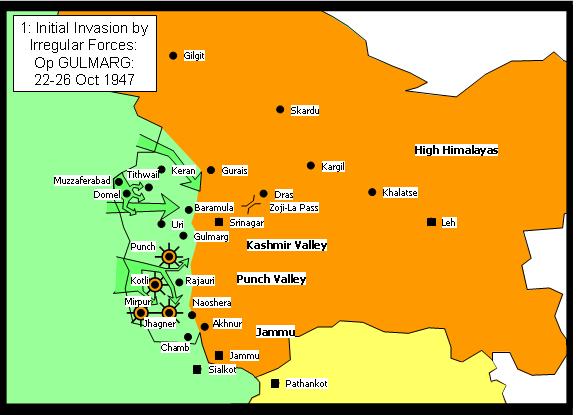 1: Initial Invasion by
Irregular Forces:
Op GULMARG:
22-26 Oct 1947
Gilgit
Skardu
High Himalayas
Kargil
Keran
Gurais
Tithwail
Muzzaferabad
Domel
Dras
Khalatse
Zoji-La Pass
Baramula
Srinagar
Leh
Uri
Gulmarg
Punch
Kashmir Valley
Punch Valley
Kotli
Rajauri
Mirpur
Naoshera
Jhagner
Akhnur
Jammu
Chamb
Jammu
Sialkot
Pathankot